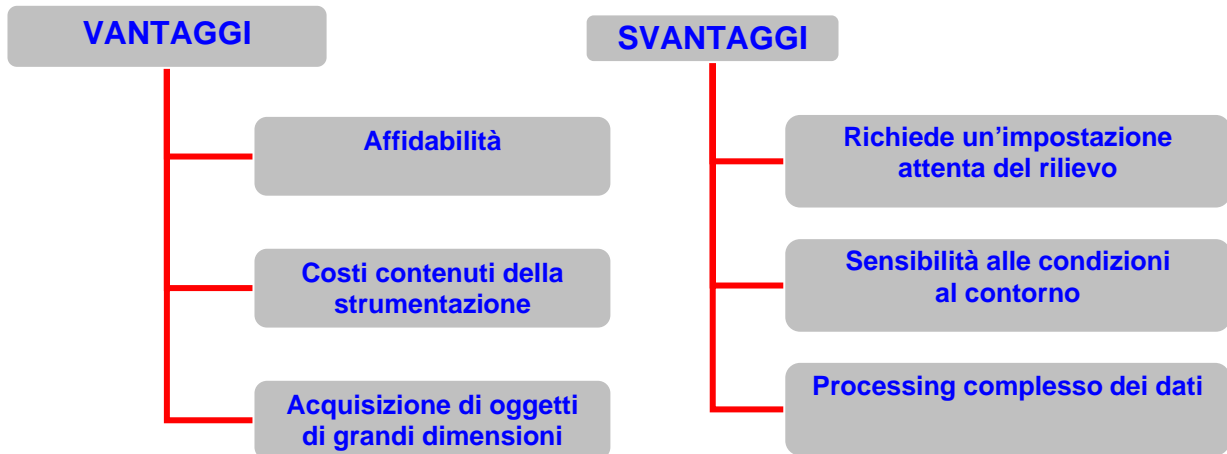 VANTAGGI
Affidabilità
Costi contenuti della
strumentazione
Acquisizione di oggetti
di grandi dimensioni
SVANTAGGI
Richiede un’impostazione
attenta del rilievo
Sensibilità alle condizioni
al contorno
Processing complesso dei dati